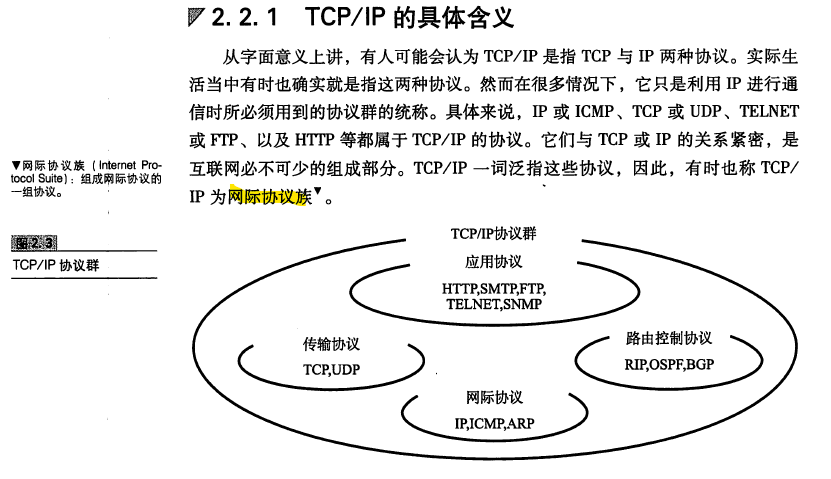 2.2.1 TCP/IP 的具体含义
从字面意义上讲，有人可能会认为 TCP/IP 是指 TCP 与 IP 两种协议。实际生
活当中有时也确实就是指这两种协议。然而在很多情况下，它只是利用 IP 进行通
信时所必须用到的协议群的统称。具体来说，IP 或 ICMP、TCP 或 UDP、TELNET
或 FTP、以及 HTTP 等都属于 TCP/IP 的协议。它们与 TCP 或 IP 的关系紧密，是
互联网必不可少的组成部分。TCP/IP 一词泛指这些协议，因此，有时也称 TCP/
IP 为网际协议族▼。
▼网际协议族（Internet Pro-
tocol Suite）：组成网际协议的
一组协议。
图2.3
TCP/IP 协议群
TCP/IP协议群
应用协议
HTTP,SMTP,FTP,
TELNET,SNMP
传输协议
TCP,UDP
路由控制协议
RIP,OSPF,BGP
网际协议
IP,ICMP,ARP